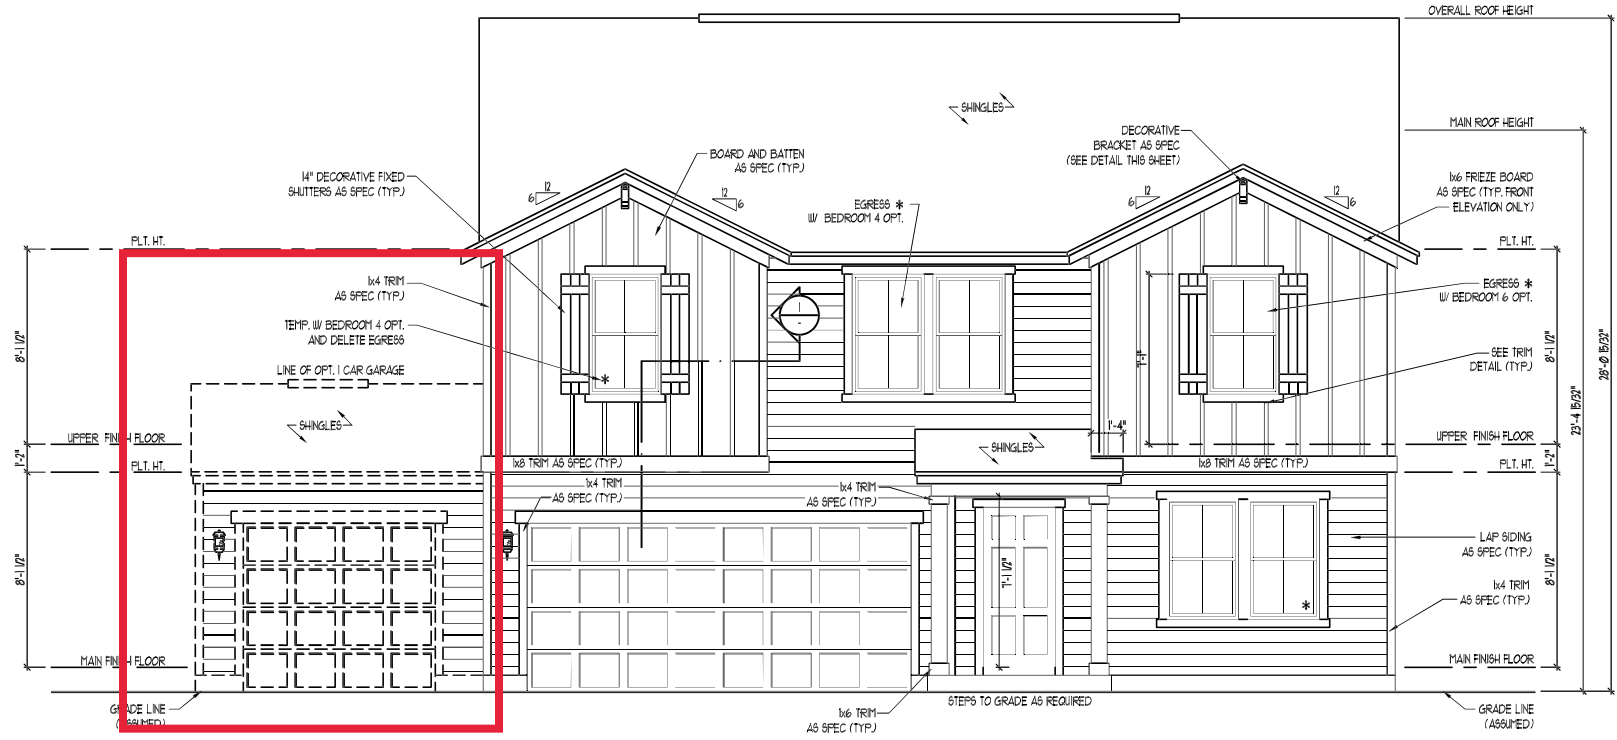 OVERALL ROOF HEIGHT
SHINGLES
MAIN ROOF HEIGHT
DECORATIVE
BRACKET AS SPEC
(SEE DETAIL THIS SHEET)
BOARD AND BATTEN
AS SPEC (TYP.)
14" DECORATIVE FIXED
SHUTTERS AS SPEC (TYP.)
1x6 FRIEZE BOARD
AS SPEC (TYP. FRONT
ELEVATION ONLY)
12
6
12
6
12
6
12
6
EGRESS *
W/ BEDROOM 4 OPT.
PLT. HT.
PLT. HT.
1x4 TRIM
AS SPEC (TYP.)
EGRESS *
W/ BEDROOM 6 OPT.
TEMP. W/ BEDROOM 4 OPT.
AND DELETE EGRESS
*
1
-
8'-1 1/2"
7'-1"
8'-1 1/2"
28'-0 15/32"
SEE TRIM
DETAIL (TYP.)
LINE OF OPT. 1 CAR GARAGE
23'-4 15/32"
SHINGLES
1'-4"
UPPER FINISH FLOOR
SHINGLES
UPPER FINISH FLOOR
1'-2"
PLT. HT.
1x8 TRIM AS SPEC (TYP.)
1x8 TRIM AS SPEC (TYP.)
PLT. HT.
1'-2"
1x4 TRIM
AS SPEC (TYP.)
1x4 TRIM
AS SPEC (TYP.)
LAP SIDING
AS SPEC (TYP.)
8'-1 1/2"
7'-1 1/2"
8'-1 1/2"
1x4 TRIM
AS SPEC (TYP.)
*
MAIN FINISH FLOOR
MAIN FINISH FLOOR
GRADE LINE
(ASSUMED)
STEPS TO GRADE AS REQUIRED
1x6 TRIM
AS SPEC (TYP.)
GRADE LINE
(ASSUMED)